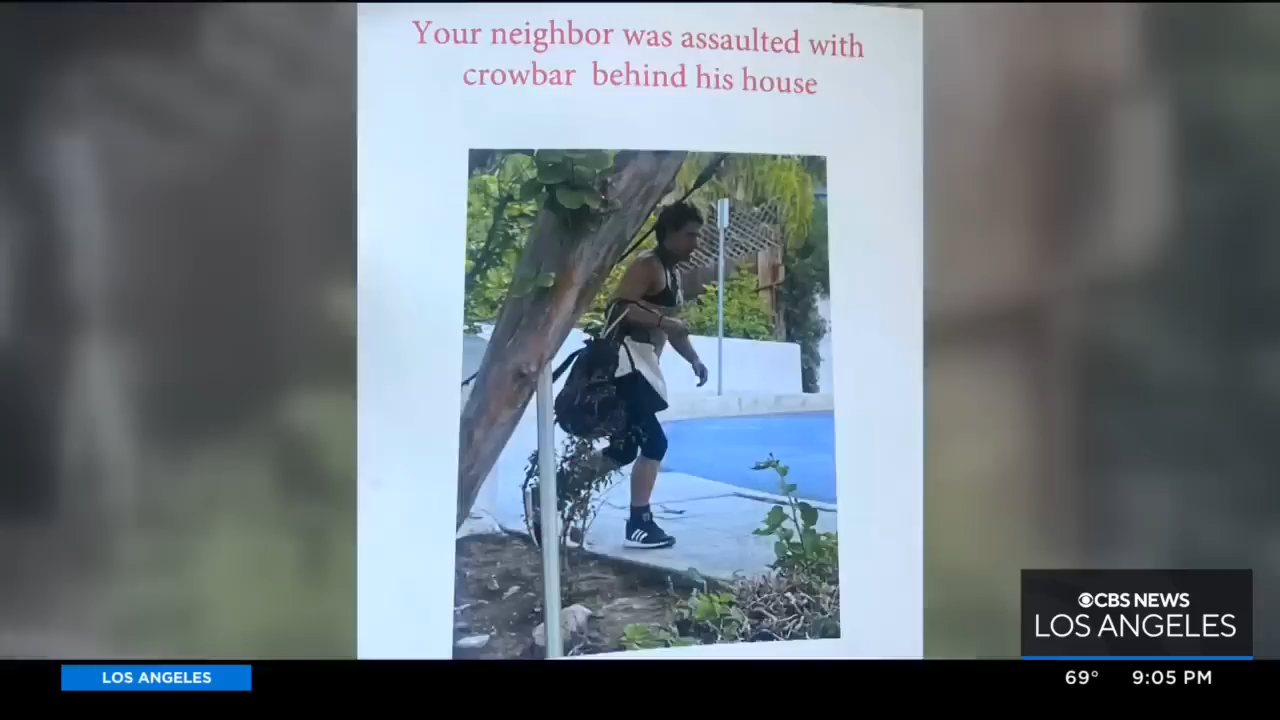 Your neighbor was assaulted with
crowbar behind his house
CBS NEWS
LOS ANGELES
LOS ANGELES
69° 9:05 PM